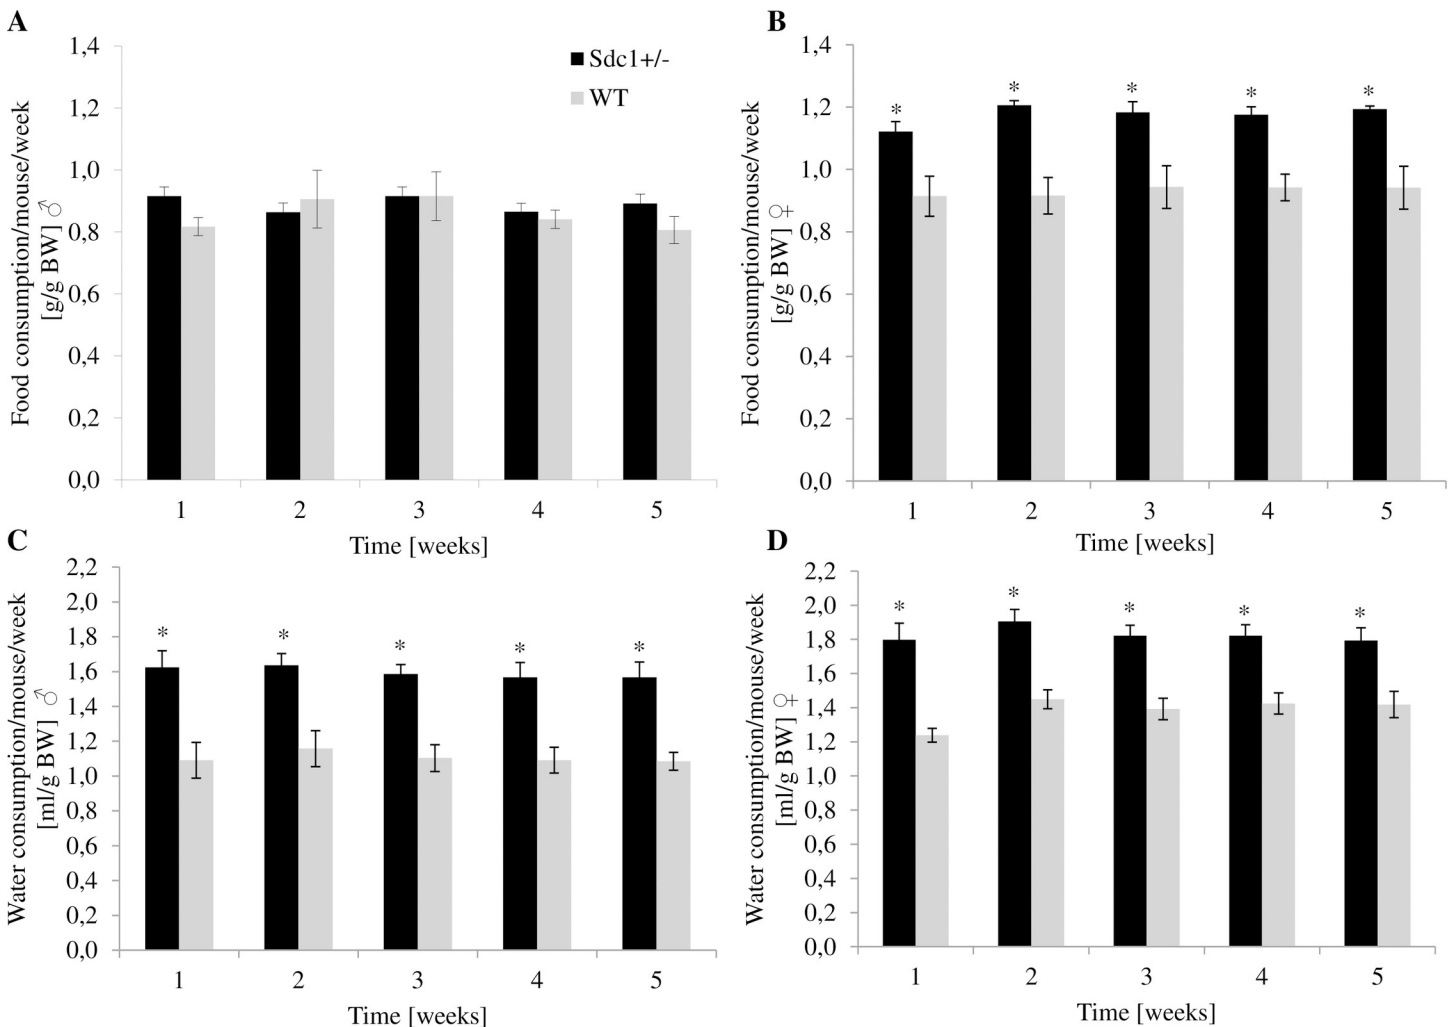 A
1,4
1,2
1,0
0,8
0,6
0,4
0,2
0,0
Food consumption/mouse/week
[g/g BW] ♂
Sdc1+/-
WT
1 2 3 4 5
Time [weeks]
B
1,4
1,2
1,0
0,8
0,6
0,4
0,2
0,0
Food consumption/mouse/week
[g/g BW] ♀
* * * * *
1 2 3 4 5
Time [weeks]
C
2,2
2,0
1,8
1,6
1,4
1,2
1,0
0,8
0,6
0,4
0,2
0,0
Water consumption/mouse/week
[ml/g BW] ♂
* * * * *
1 2 3 4 5
Time [weeks]
D
2,2
2,0
1,8
1,6
1,4
1,2
1,0
0,8
0,6
0,4
0,2
0,0
Water consumption/mouse/week
[ml/g BW] ♀
* * * * *
1 2 3 4 5
Time [weeks]